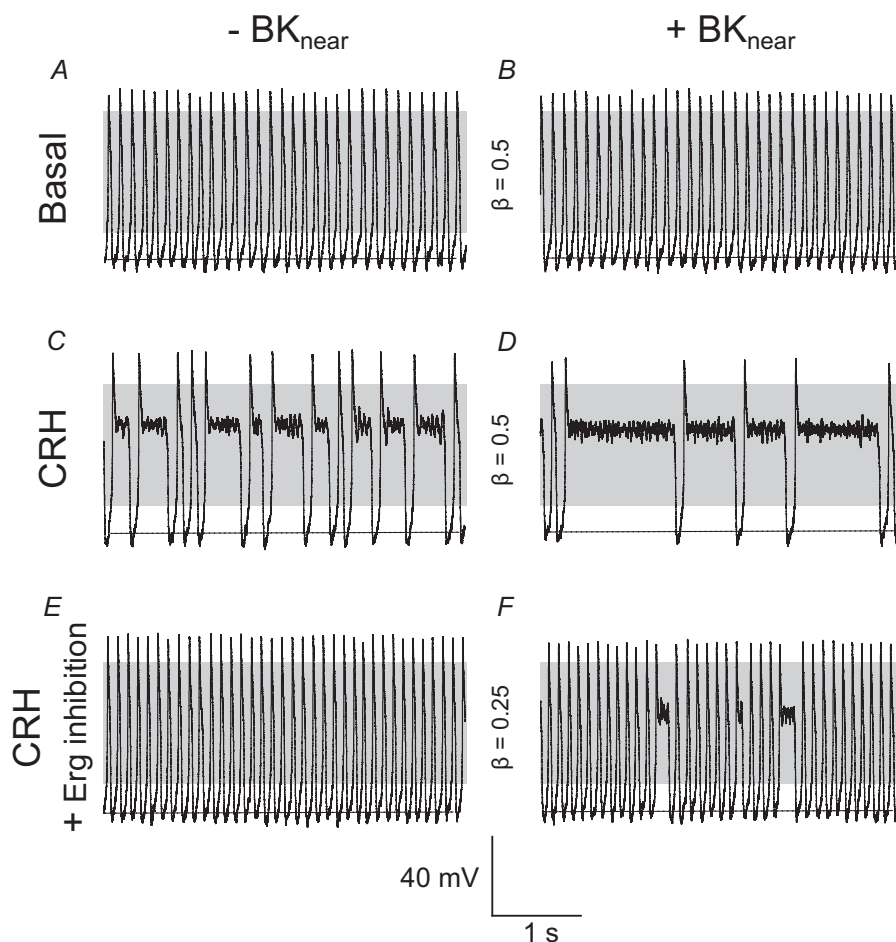 - BKnear
+ BKnear
A
B
Basal
β = 0.5
C
D
CRH
β = 0.5
E
F
CRH
+ Erg inhibition
β = 0.25
40 mV
1 s